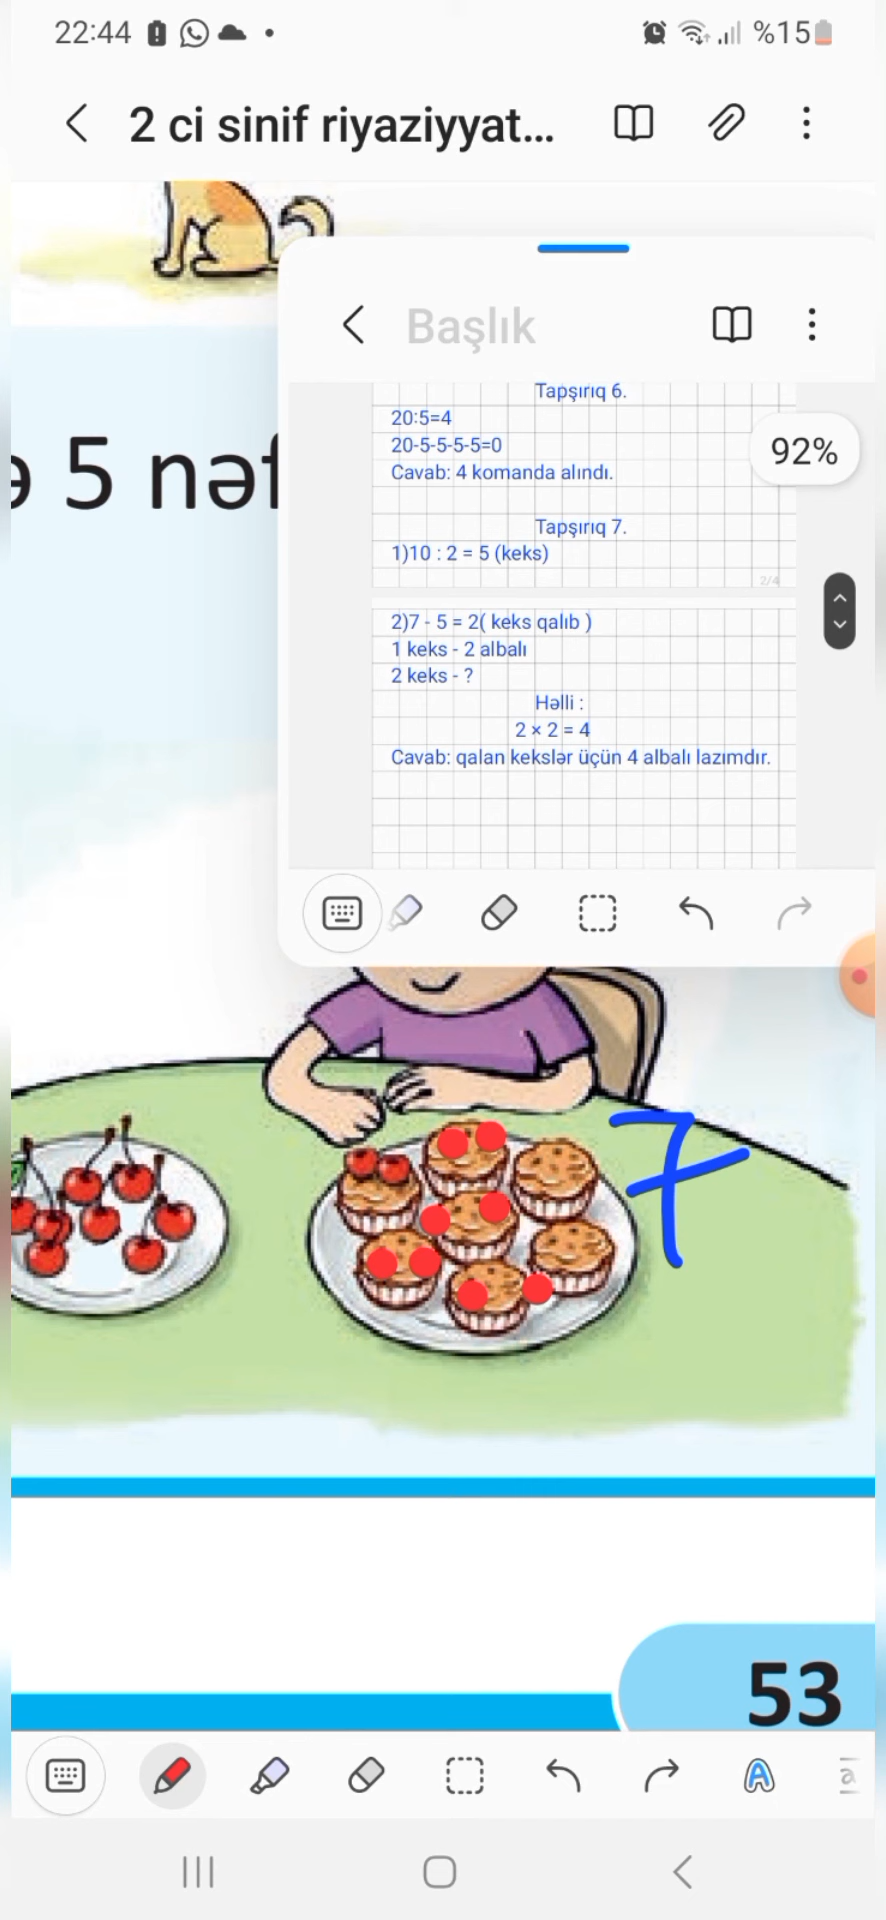 22:44
%15
2 ci sinif riyaziyyat...
Başlık
Tapşırıq 6.
20:5=4
20-5-5-5-5=0
Cavab: 4 komanda alındı.
92%
Tapşırıq 7.
1)10 : 2 = 5 (keks)
2/4
2)7 - 5 = 2( keks qalıb )
1 keks - 2 albalı
2 keks - ?
Həlli :
2 × 2 = 4
Cavab: qalan kekslər üçün 4 albalı lazımdır.
ə 5 nəf
7
53